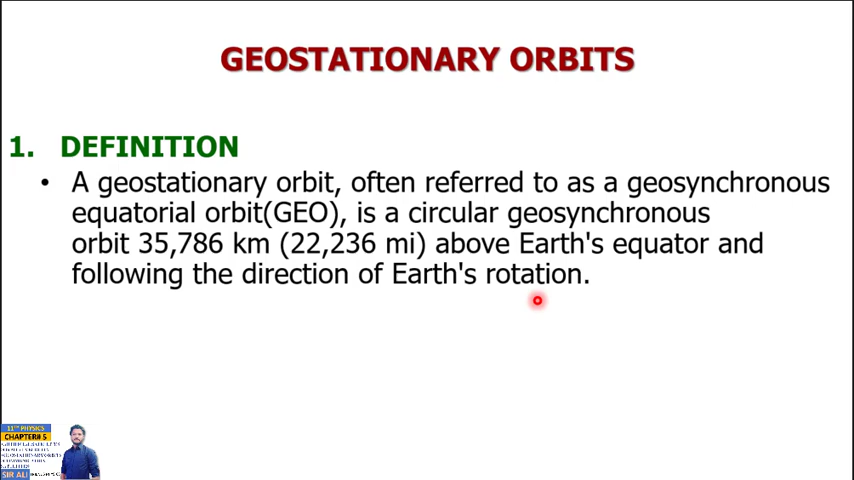 GEOSTATIONARY ORBITS
1. DEFINITION
• A geostationary orbit, often referred to as a geosynchronous
equatorial orbit(GEO), is a circular geosynchronous
orbit 35,786 km (22,236 mi) above Earth's equator and
following the direction of Earth's rotation.
11TH PHYSICS
CHAPTER# 5
SIR ALI